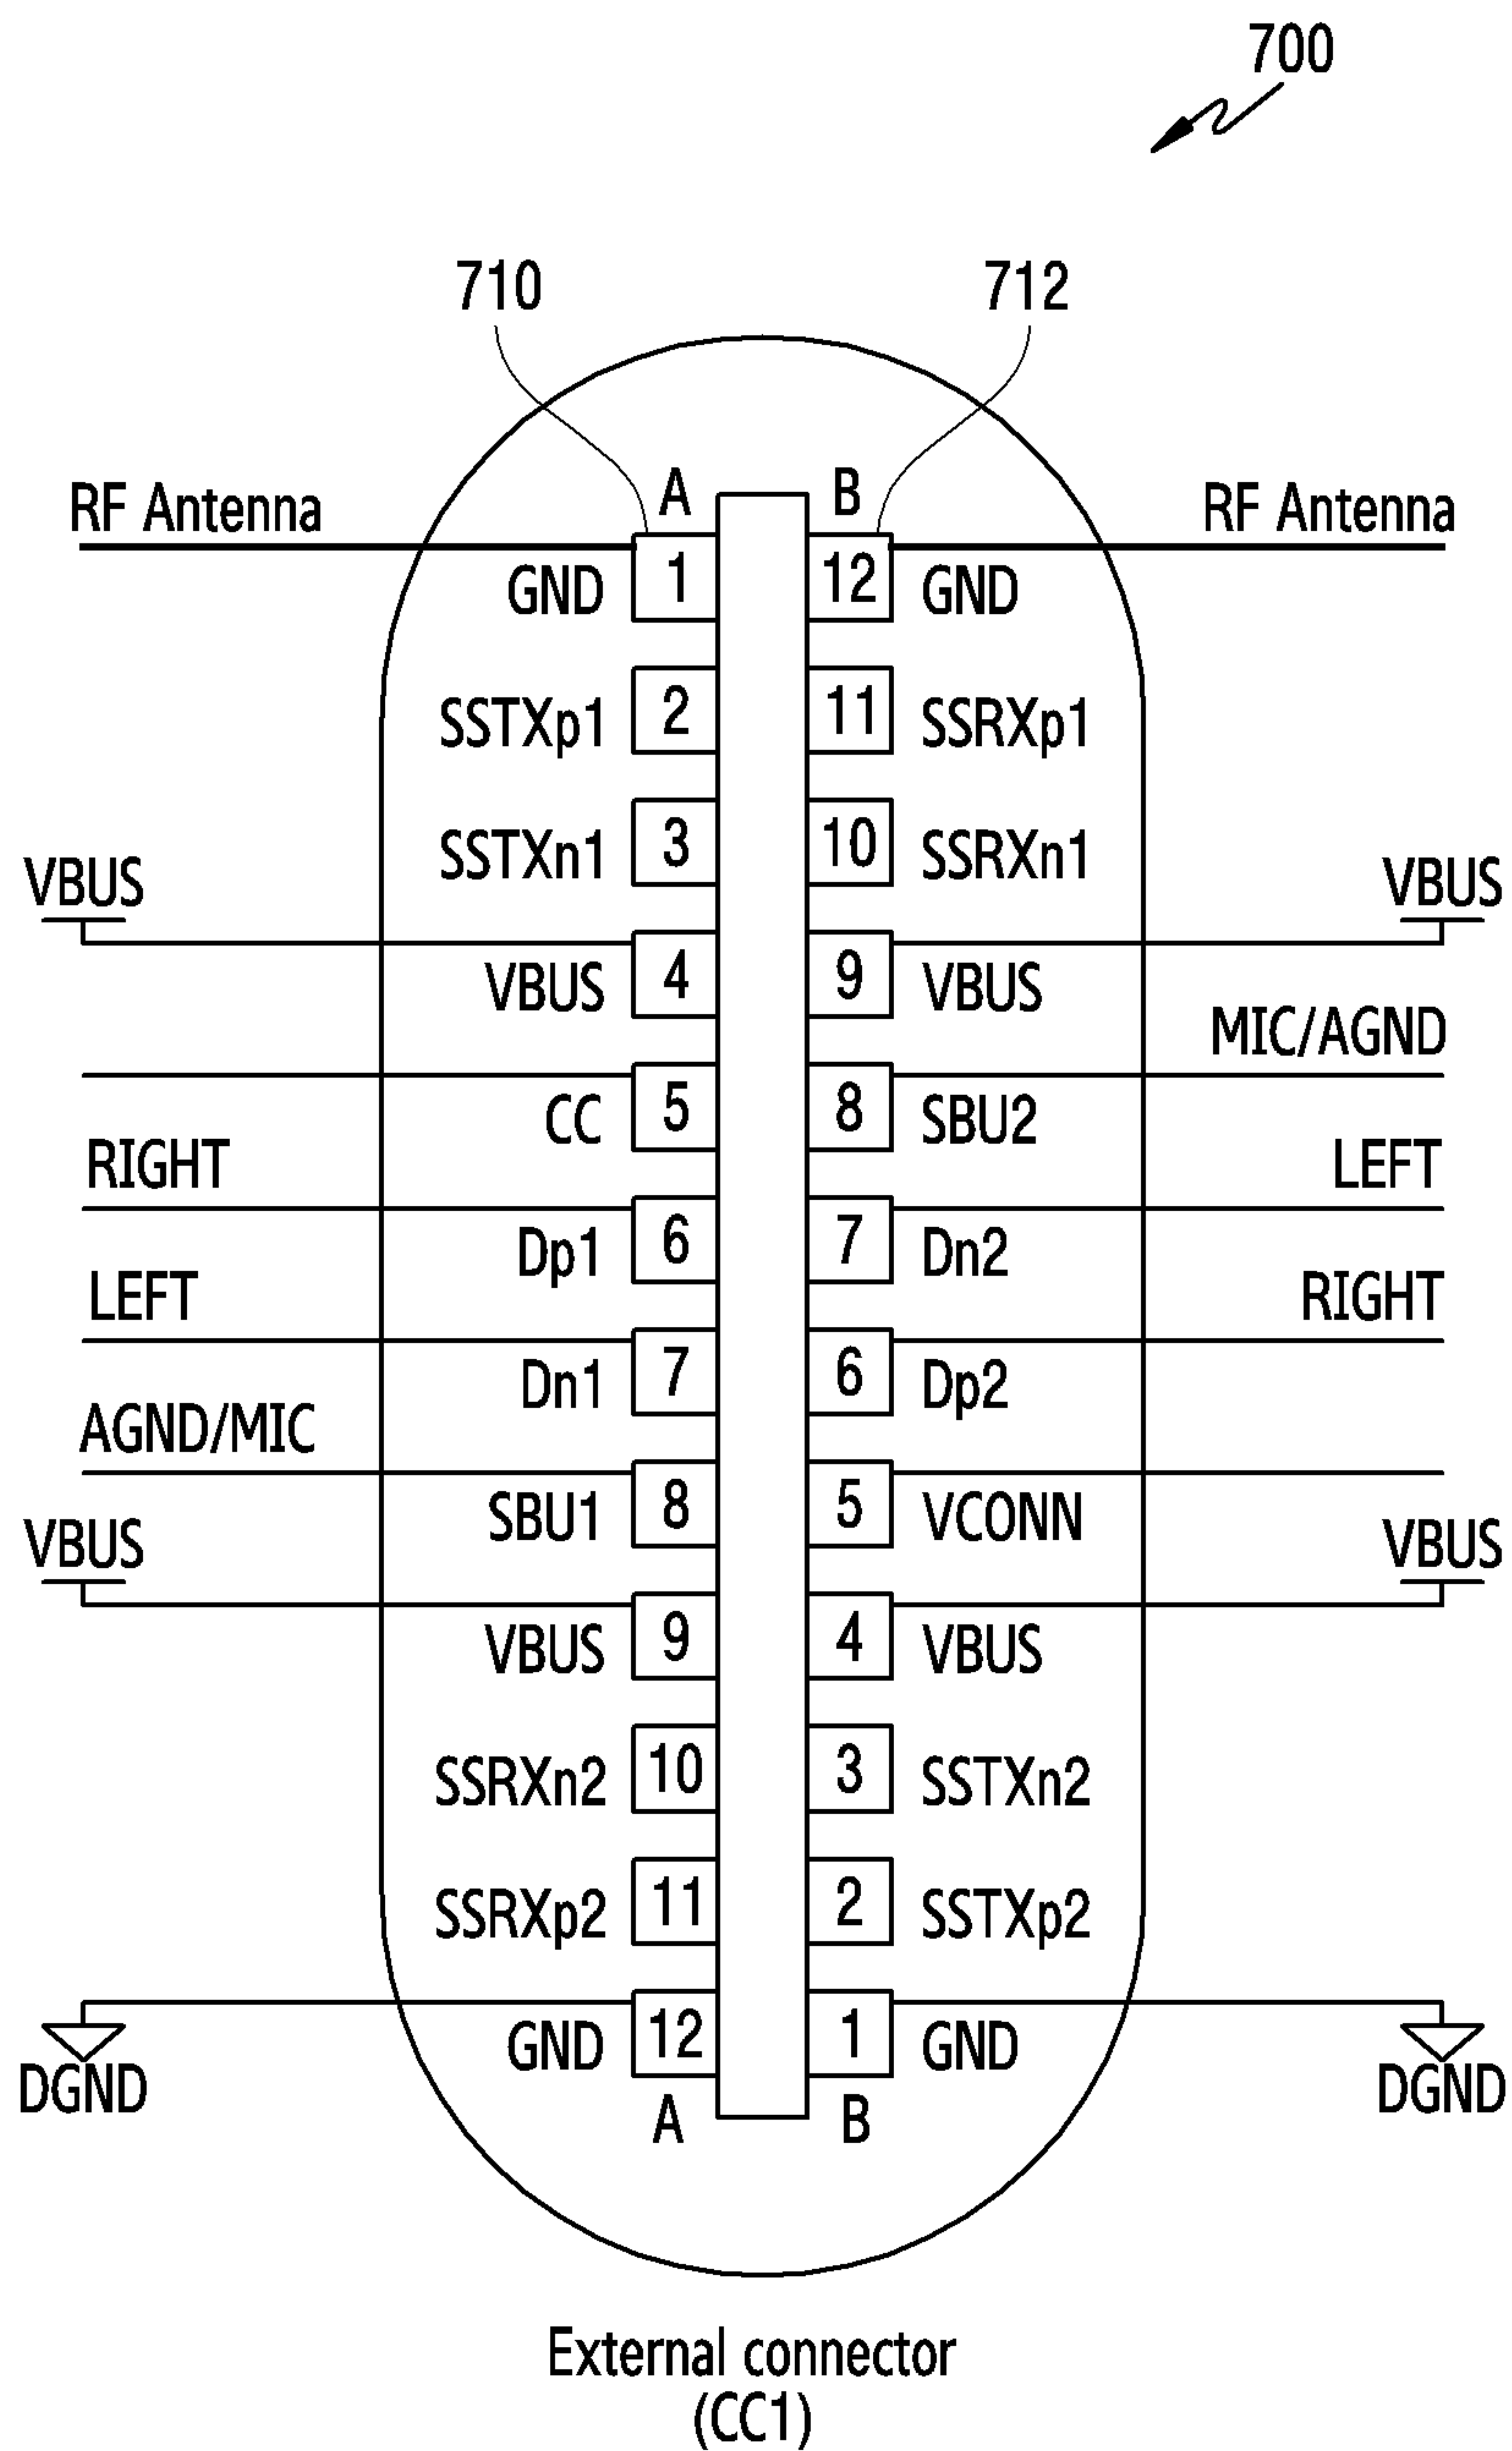 700
710 712
A B
RF Antenna RF Antenna
GND 1 12 GND
SSTXp1 2 11 SSRXp1
SSTXn1 3 10 SSRXn1
VBUS VBUS
VBUS 4 9 VBUS
MIC/AGND
CC 5 8 SBU2
RIGHT LEFT
Dp1 6 7 Dn2
LEFT RIGHT
Dn1 7 6 Dp2
AGND/MIC
SBU1 8 5 VCONN
VBUS VBUS
VBUS 9 4 VBUS
SSRXn2 10 3 SSTXn2
SSRXp2 11 2 SSTXp2
GND 12 1 GND
DGND DGND
A B
External connector
(CC1)